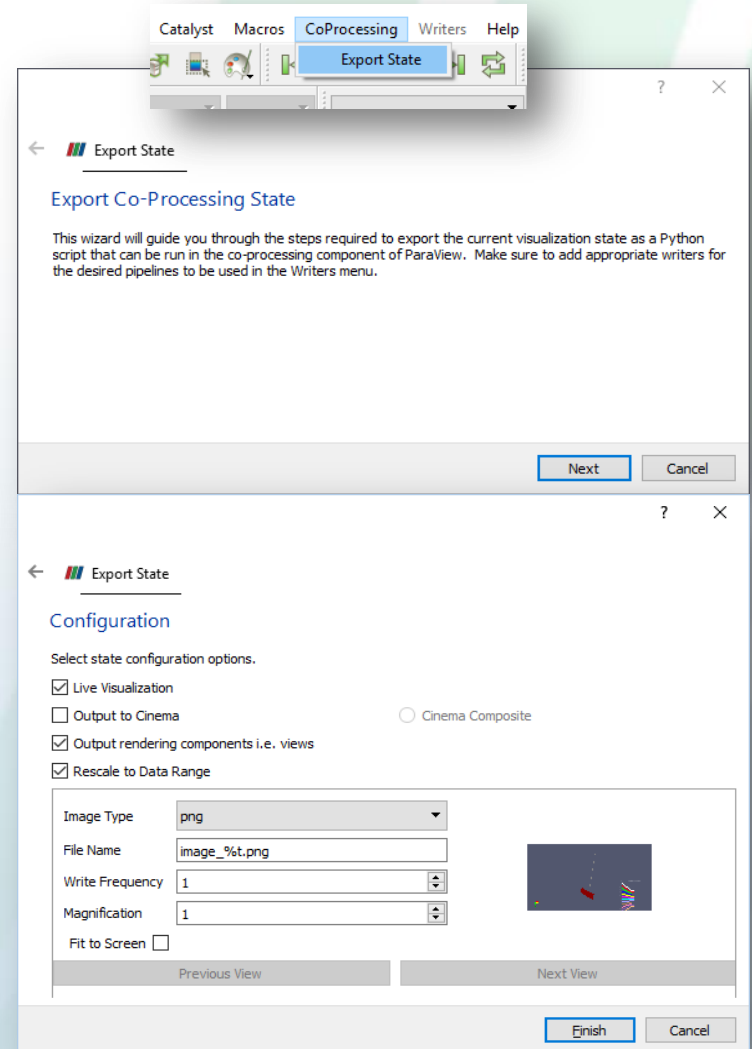 Catalyst Macros CoProcessing Writers Help
Export State
?
Export State
Export Co-Processing State
This wizard will guide you through the steps required to export the current visualization state as a Python
script that can be run in the co-processing component of ParaView. Make sure to add appropriate writers for
the desired pipelines to be used in the Writers menu.
Next Cancel
?
Export State
Configuration
Select state configuration options.
Live Visualization
Output to Cinema Cinema Composite
Output rendering components i.e. views
Rescale to Data Range
Image Type png
File Name image_%t.png
Write Frequency 1
Magnification 1
Fit to Screen
Previous View Next View
Finish Cancel